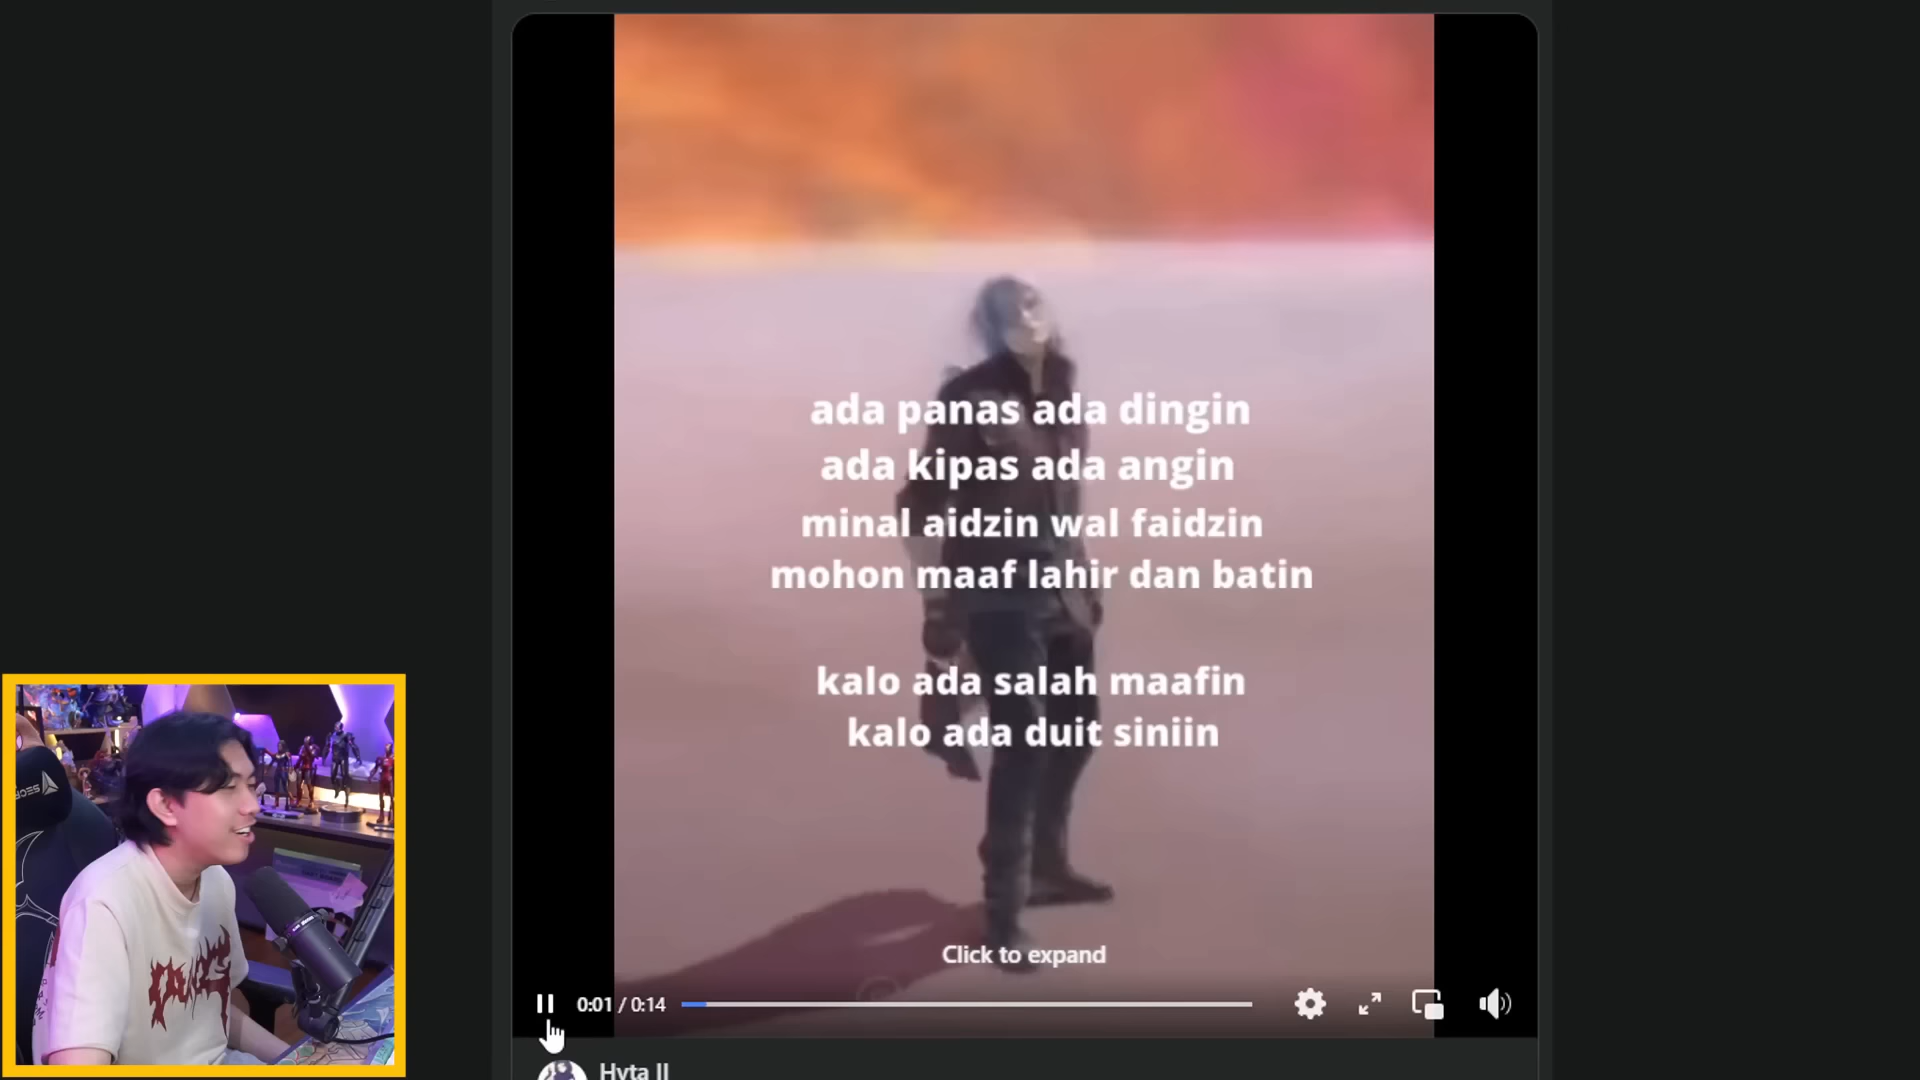 ada panas ada dingin
ada kipas ada angin
minal aidzin wal faidzin
mohon maaf lahir dan batin
kalo ada salah maafin
kalo ada duit siniin
Click to expand
0:01 / 0:14
Hyta II